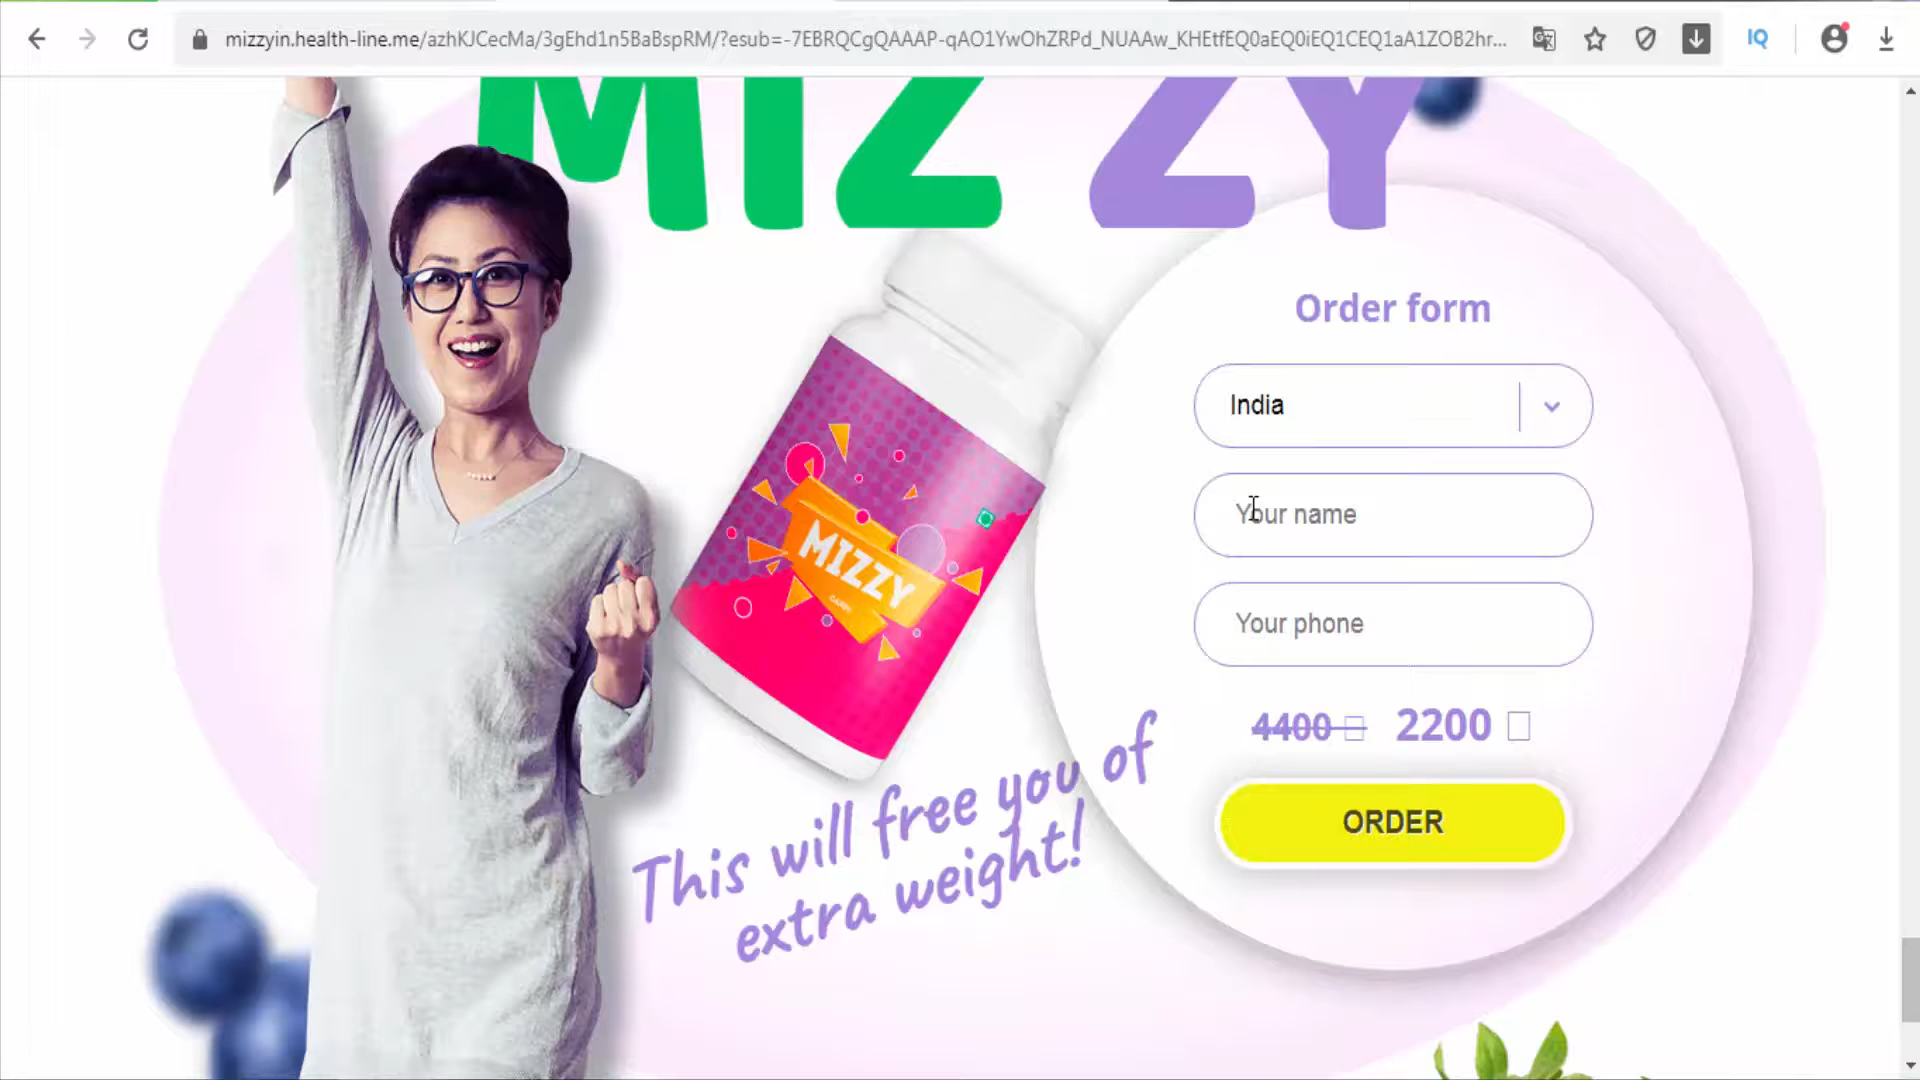 mizzyin.health-line.me/azhKJCecMa/3gEhd1n5BaBspRM/?esub=-7EBRQCgQAAAP-qAO1YwOhZRPd_NUAAw_KHEtfEQ0aEQ0iEQ1CEQ1aA1ZOB2hr...
IQ
MIZZY
Order form
India
Your name
MIZZY
CANDY
Your phone
4400 2200
ORDER
This will free you of
extra weight!